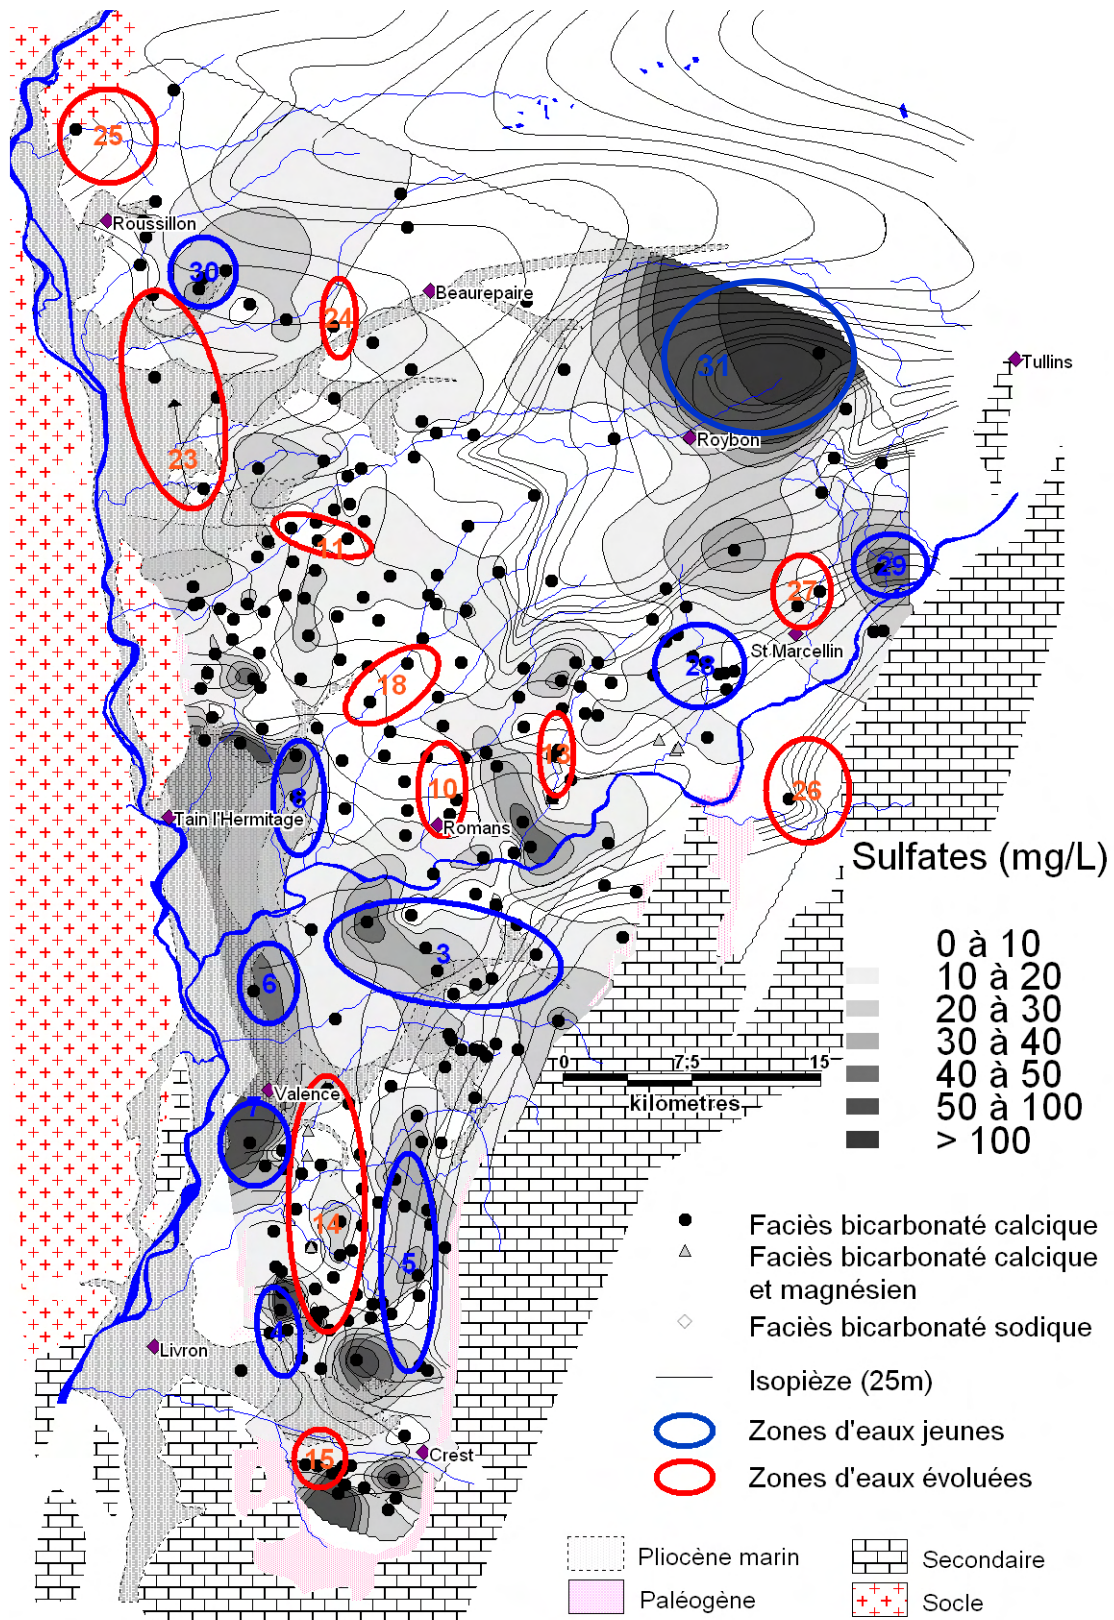 25
Roussillon
30
Beaurepaire
24
31
Tullins
Roybon
23
11
29
27
St Marcellin
28
18
13
10
26
8
Tain l'Hermitage
Romans
Sulfates (mg/L)
0 à 10
10 à 20
20 à 30
30 à 40
40 à 50
50 à 100
> 100
3
6
0 7,5 15
kilometres
Valence
7
14
5
4
Livron
15
Crest
Faciès bicarbonaté calcique
Faciès bicarbonaté calcique
et magnésien
Faciès bicarbonaté sodique
Isopièze (25m)
Zones d'eaux jeunes
Zones d'eaux évoluées
Pliocène marin
Secondaire
Paléogène
Socle